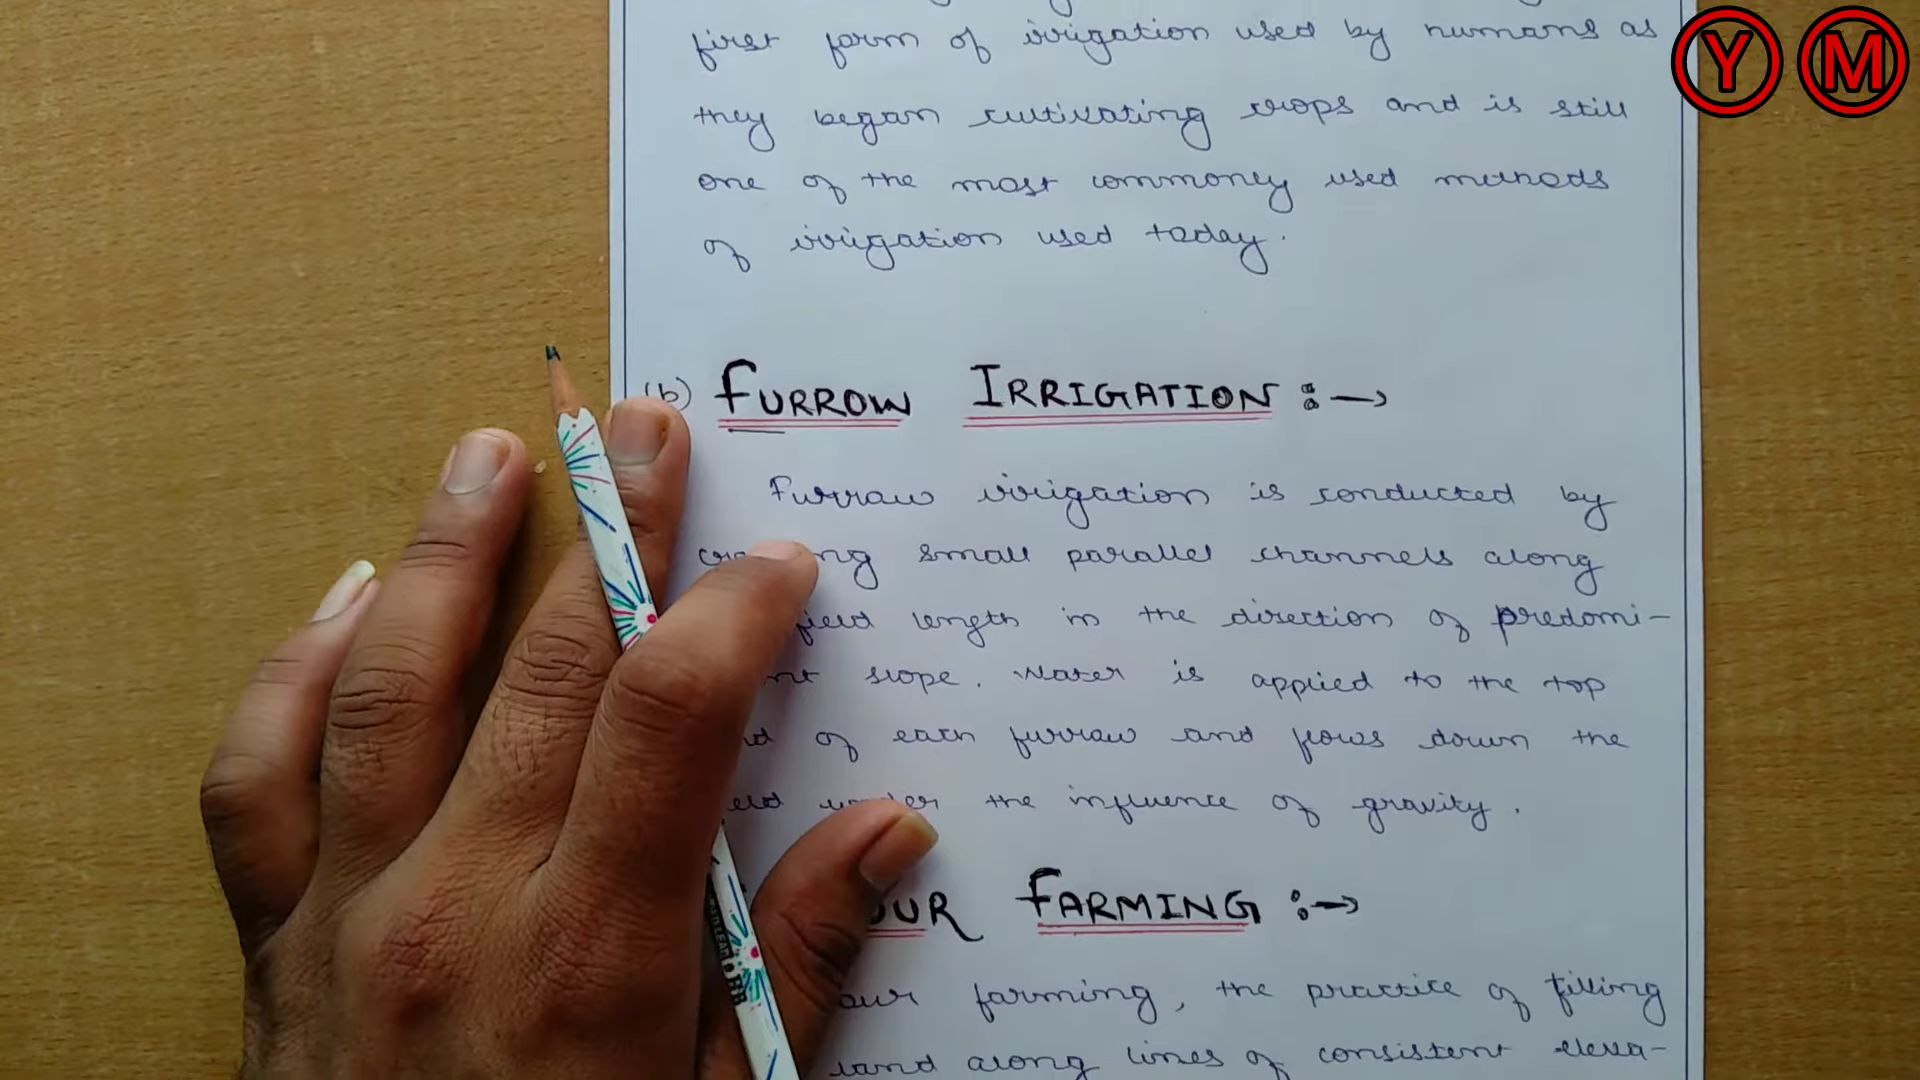 first form of irrigation used by humans as
they began cultivating crops and is still
one of the most commoney used methods
of irrigation used today.
(b) FURROW IRRIGATION :→
Furrow irrigation is conducted by
small parallel channels along
field length in the direction of predomi-
slope. Water is applied to the top
of each furrow and flows down the
under the influence of gravity.
FARMING :→
farming, the practice of tilling
land along lines of consistent eleva-
Y M